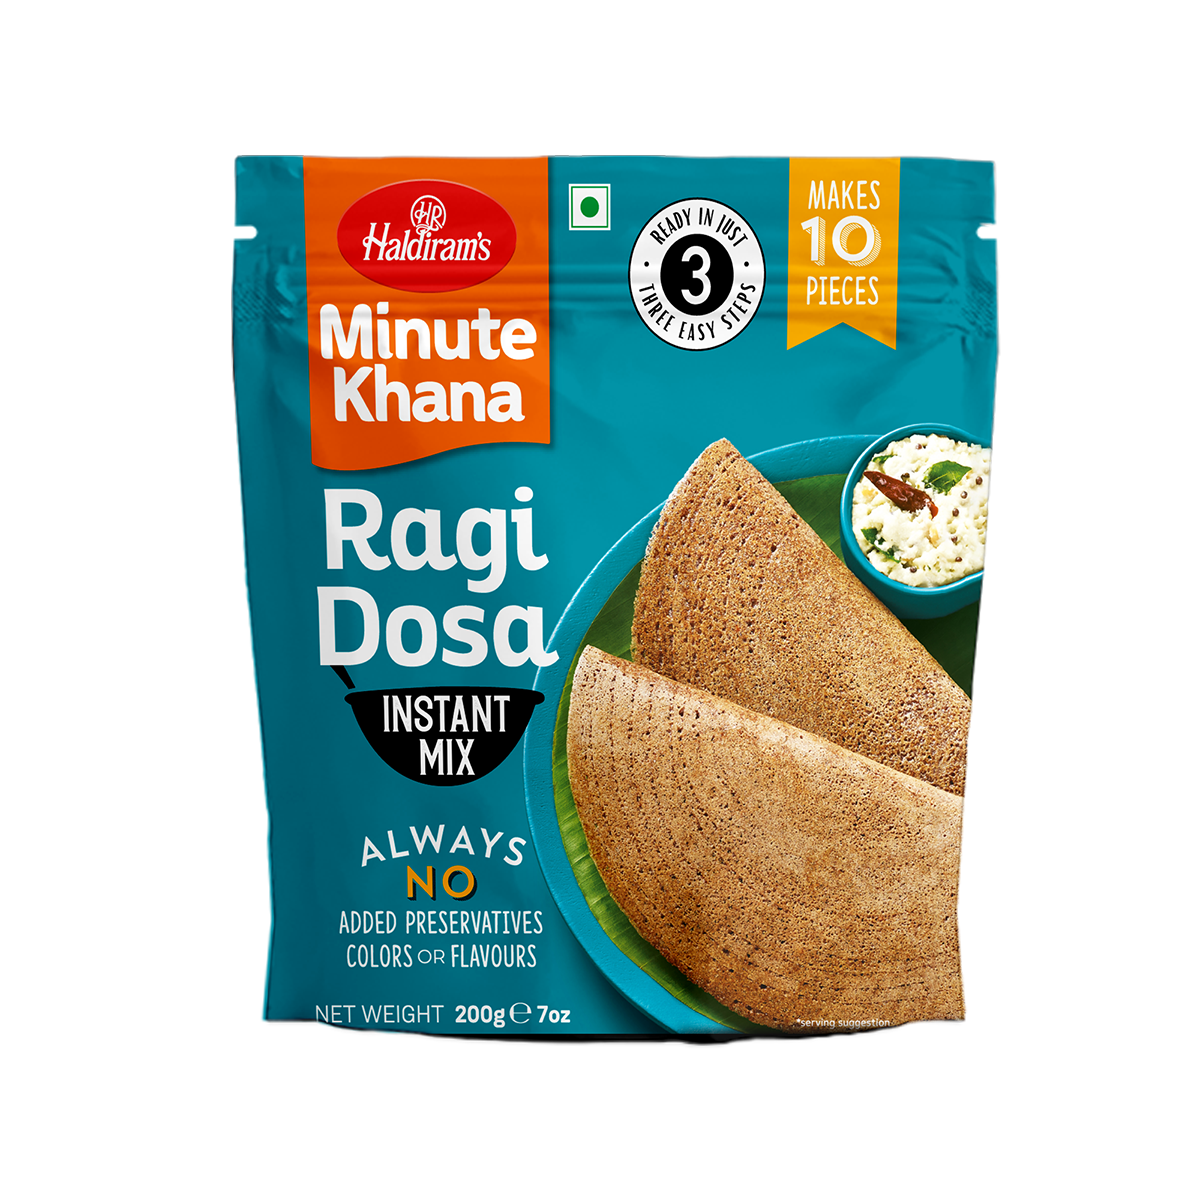 HR
Haldiram's
Minute
Khana
READY IN JUST
3
THREE EASY STEPS
MAKES
10
PIECES
Ragi
Dosa
INSTANT
MIX
ALWAYS
NO
ADDED PRESERVATIVES
COLORS OR FLAVOURS
NET WEIGHT 200g ℮ 7oz
*serving suggestion